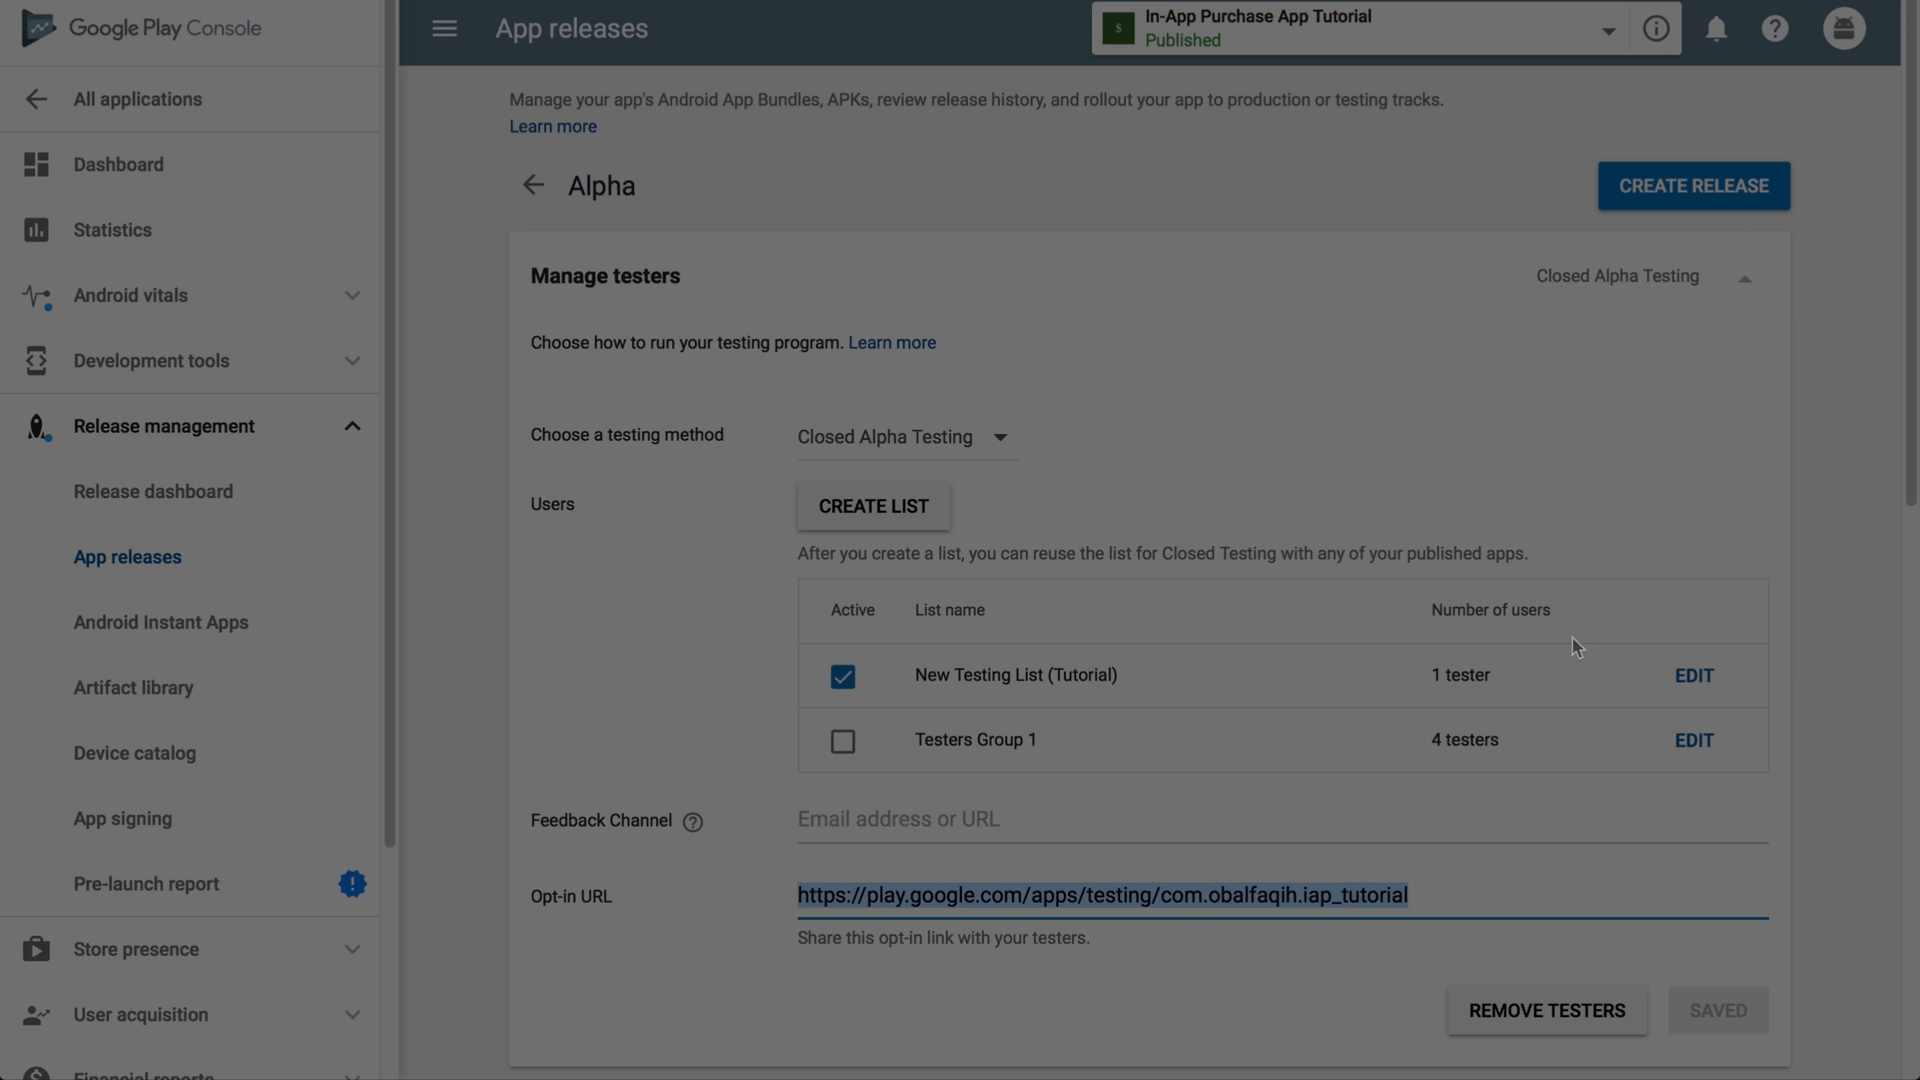 Google Play Console
All applications
Dashboard
Statistics
Android vitals
Development tools
Release management
Release dashboard
App releases
Android Instant Apps
Artifact library
Device catalog
App signing
Pre-launch report
Store presence
User acquisition
Financial reports
App releases
$
In-App Purchase App Tutorial
Published
Manage your app's Android App Bundles, APKs, review release history, and rollout your app to production or testing tracks.
Learn more
Alpha
CREATE RELEASE
Manage testers
Closed Alpha Testing
Choose how to run your testing program. Learn more
Choose a testing method
Closed Alpha Testing
Users
CREATE LIST
After you create a list, you can reuse the list for Closed Testing with any of your published apps.
Active List name Number of users
New Testing List (Tutorial) 1 tester EDIT
Testers Group 1 4 testers EDIT
Feedback Channel
Email address or URL
Opt-in URL
https://play.google.com/apps/testing/com.obalfaqih.iap_tutorial
Share this opt-in link with your testers.
REMOVE TESTERS
SAVED